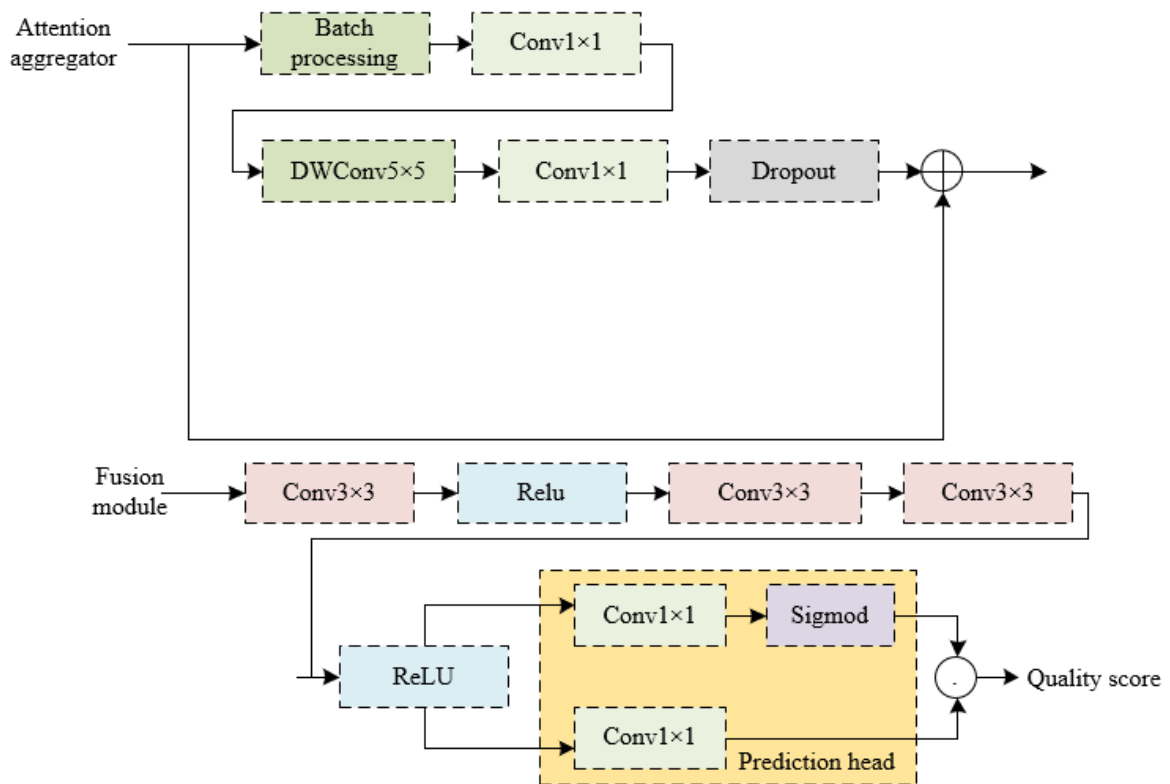 Attention
aggregator
Batch
processing
Conv1×1
DWConv5×5
Conv1×1
Dropout
Fusion
module
Conv3×3
Relu
Conv3×3
Conv3×3
ReLU
Conv1×1
Sigmod
.
Quality score
Conv1×1
Prediction head